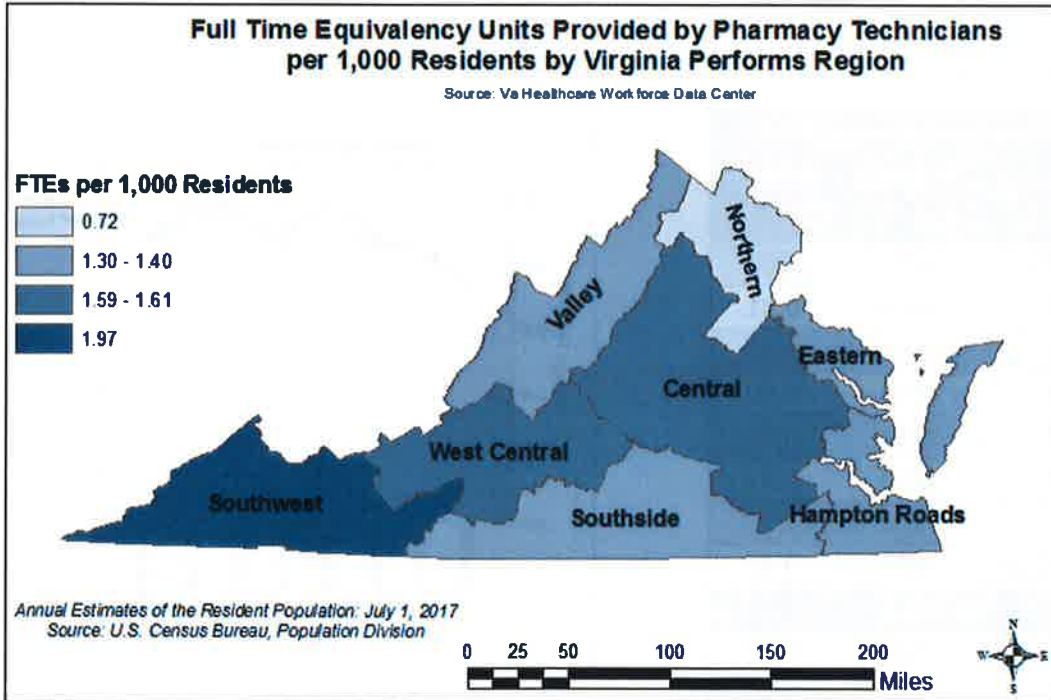 Full Time Equivalency Units Provided by Pharmacy Technicians
per 1,000 Residents by Virginia Performs Region
Source: Va Healthcare Work force Data Center
FTEs per 1,000 Residents
0.72
1.30 - 1.40
1.59 - 1.61
1.97
Northern
Valley
Eastern
Central
West Central
Southwest
Southside
Hampton Roads
Annual Estimates of the Resident Population: July 1, 2017
Source: U.S. Census Bureau, Population Division
0 25 50 100 150 200
Miles
N
W E
S